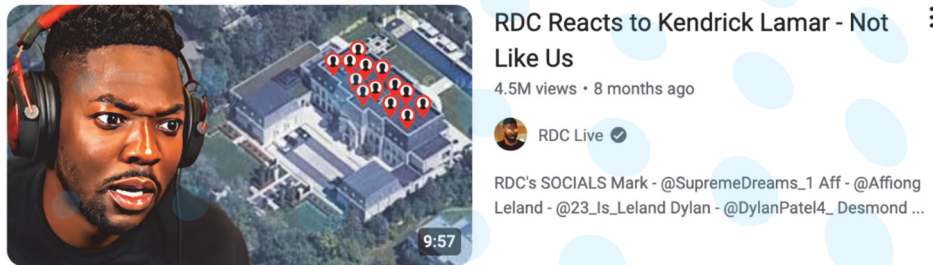 RDC Reacts to Kendrick Lamar - Not
Like Us
4.5M views • 8 months ago
RDC Live
RDC's SOCIALS Mark - @SupremeDreams_1 Aff - @Affiong
Leland - @23_Is_Leland Dylan - @DylanPatel4_ Desmond ...
9:57